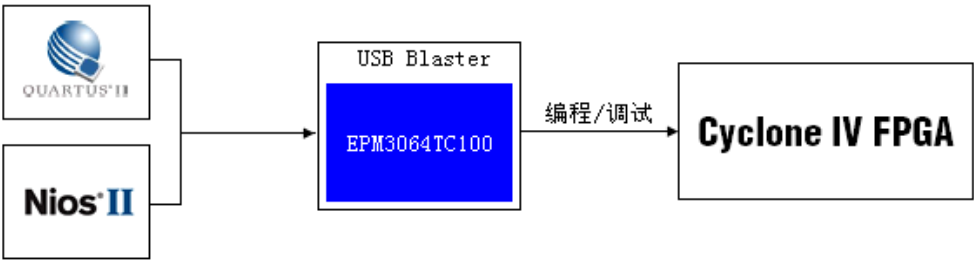 QUARTUS® II
Nios® II
USB Blaster
EPM3064TC100
编程/调试
Cyclone IV FPGA